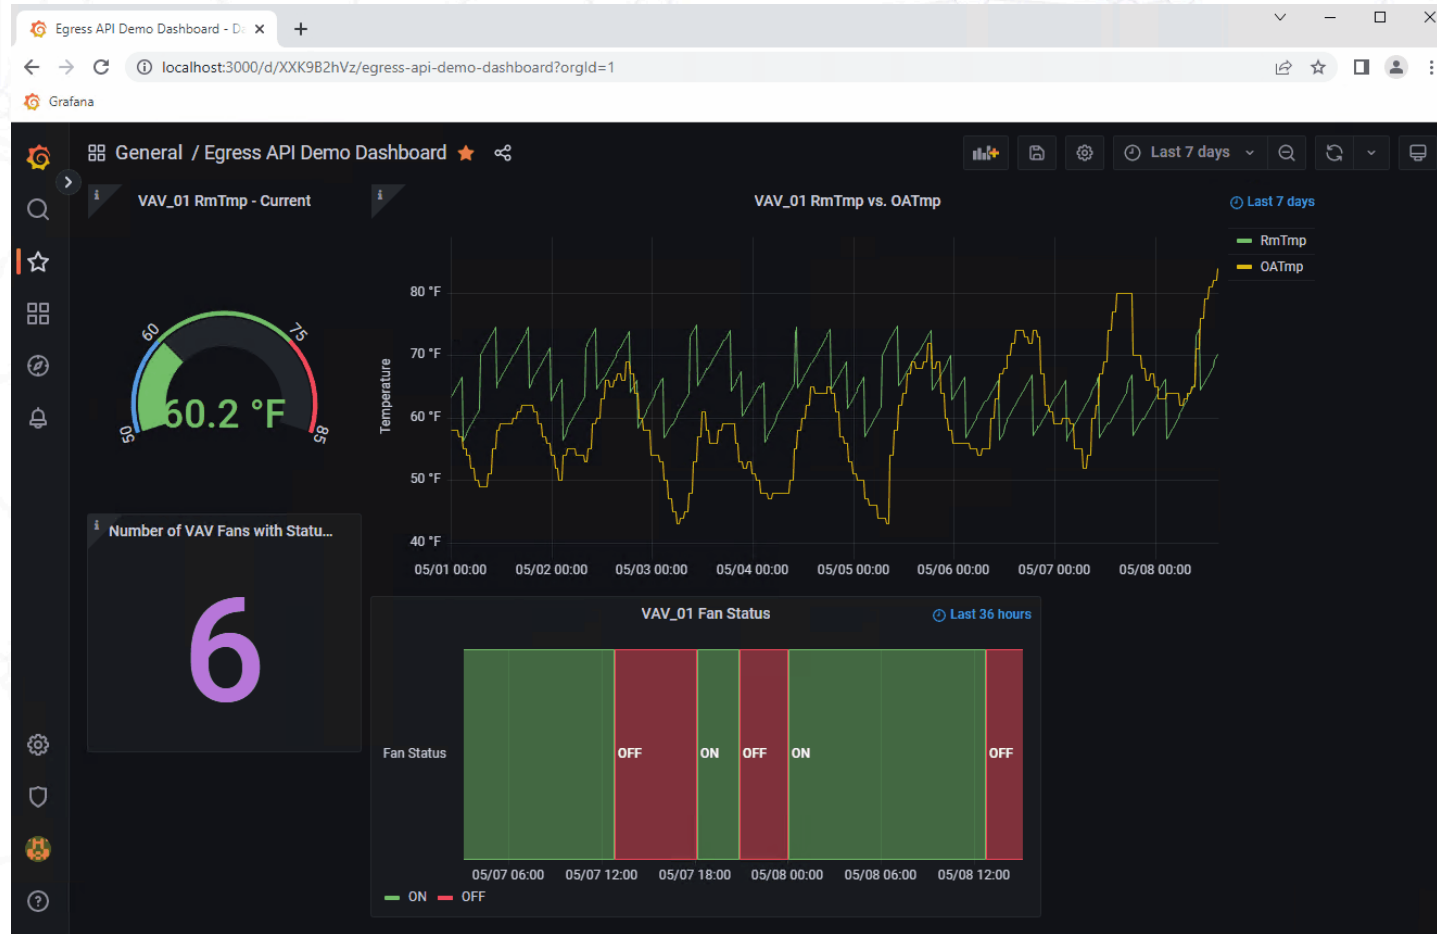 Egress API Demo Dashboard - Da
localhost:3000/d/XXK9B2hVz/egress-api-demo-dashboard?orgId=1
Grafana
General / Egress API Demo Dashboard
Last 7 days
VAV_01 RmTmp - Current
60
75
50
85
60.2 °F
VAV_01 RmTmp vs. OATmp
Last 7 days
RmTmp
OATmp
Temperature
80 °F
70 °F
60 °F
50 °F
40 °F
05/01 00:00 05/02 00:00 05/03 00:00 05/04 00:00 05/05 00:00 05/06 00:00 05/07 00:00 05/08 00:00
Number of VAV Fans with Statu...
6
VAV_01 Fan Status
Last 36 hours
Fan Status
OFF ON OFF ON OFF
05/07 06:00 05/07 12:00 05/07 18:00 05/08 00:00 05/08 06:00 05/08 12:00
ON OFF